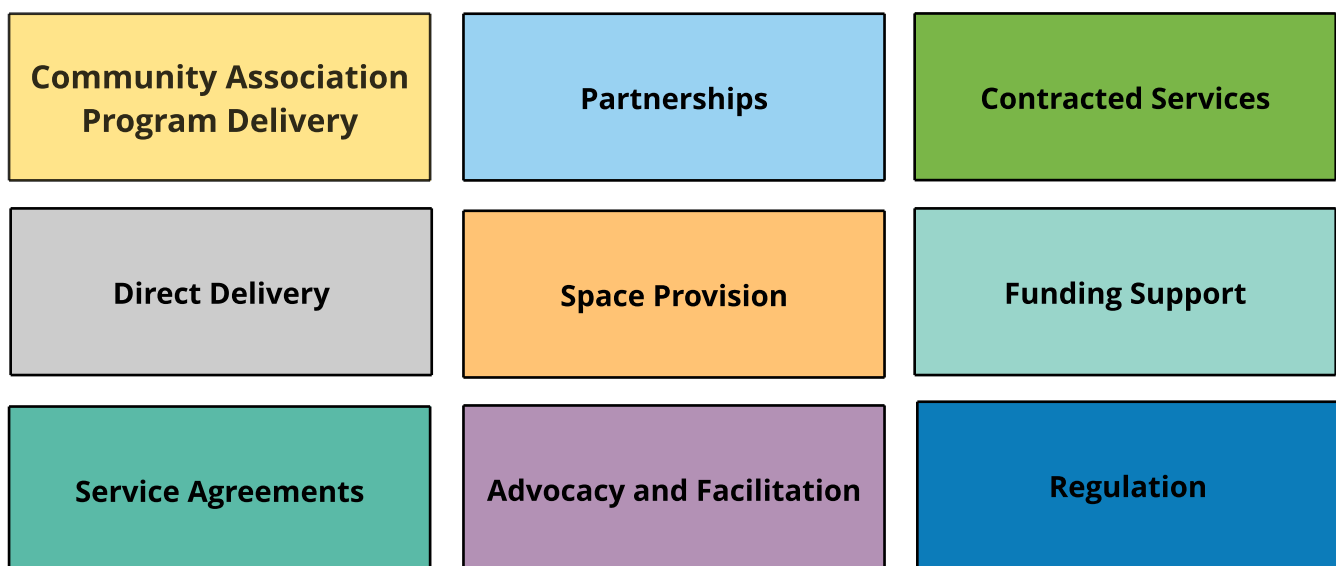 Community Association
Program Delivery
Partnerships
Contracted Services
Direct Delivery
Space Provision
Funding Support
Service Agreements
Advocacy and Facilitation
Regulation